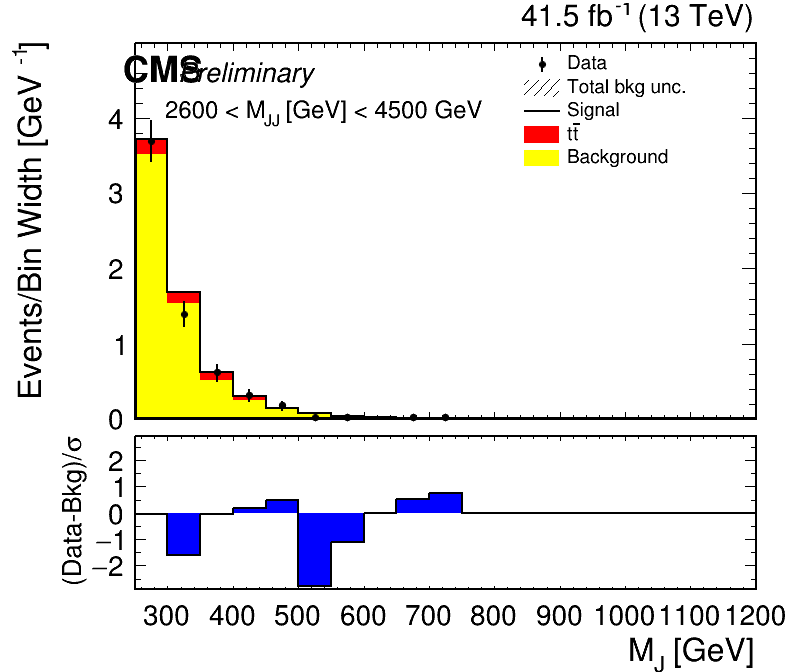 41.5 fb⁻¹ (13 TeV)
CMS Preliminary
2600 < M_JJ [GeV] < 4500 GeV
Data
Total bkg unc.
Signal
tt̄
Background
Events/Bin Width [GeV⁻¹]
4
3
2
1
0
(Data-Bkg)/σ
2
1
0
−1
−2
300 400 500 600 700 800 900 1000 1100 1200
M_J [GeV]